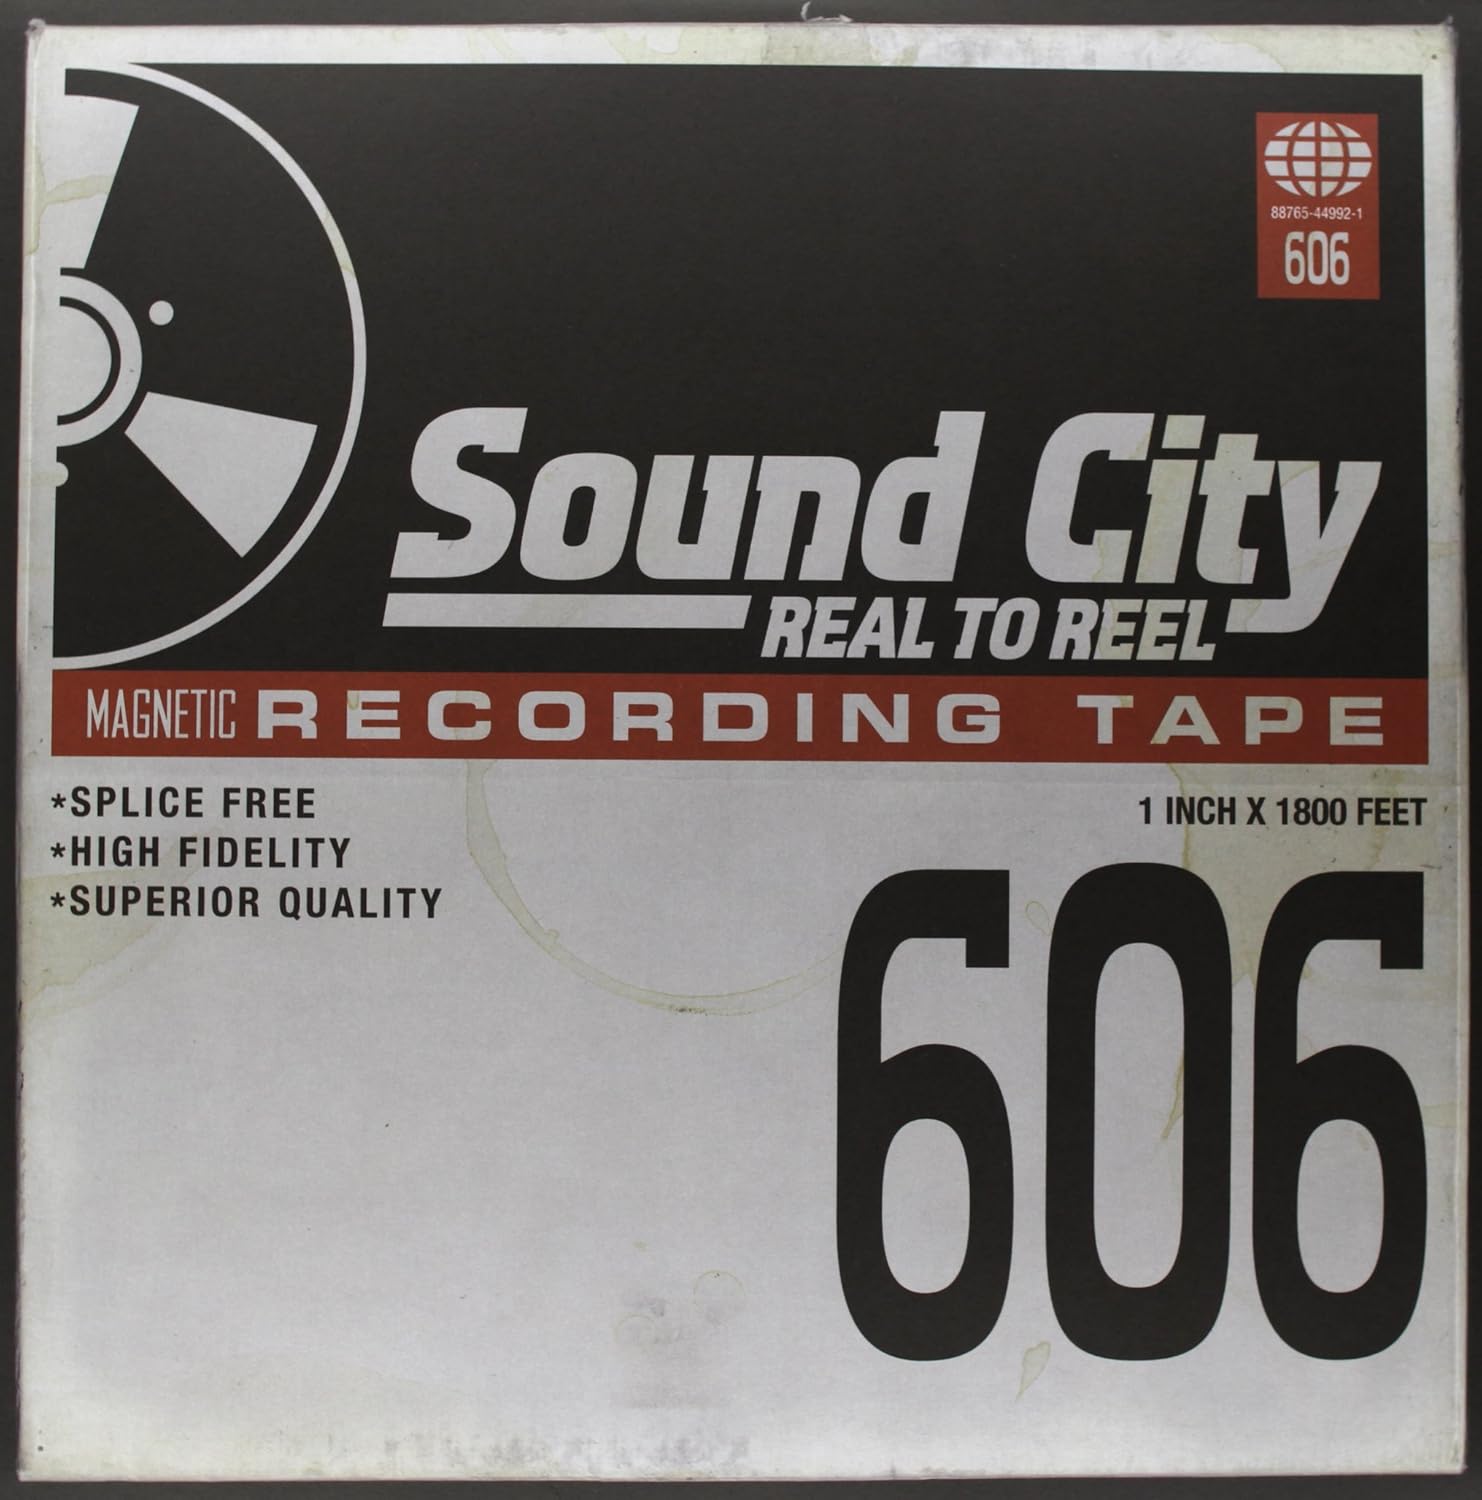 88765-44992-1
606
Sound City
REAL TO REEL
MAGNETIC RECORDING TAPE
*SPLICE FREE
*HIGH FIDELITY
*SUPERIOR QUALITY
1 INCH X 1800 FEET
606